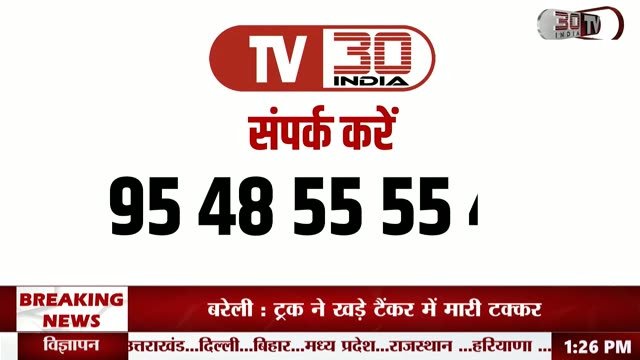 TV 30 INDIA
30 TV INDIA
संपर्क करें
95 48 55 55
BREAKING NEWS
बरेली : ट्रक ने खड़े टैंकर में मारी टक्कर
विज्ञापन
उत्तराखंड...दिल्ली...बिहार...मध्य प्रदेश...राजस्थान ...हरियाणा ...
1:26 PM